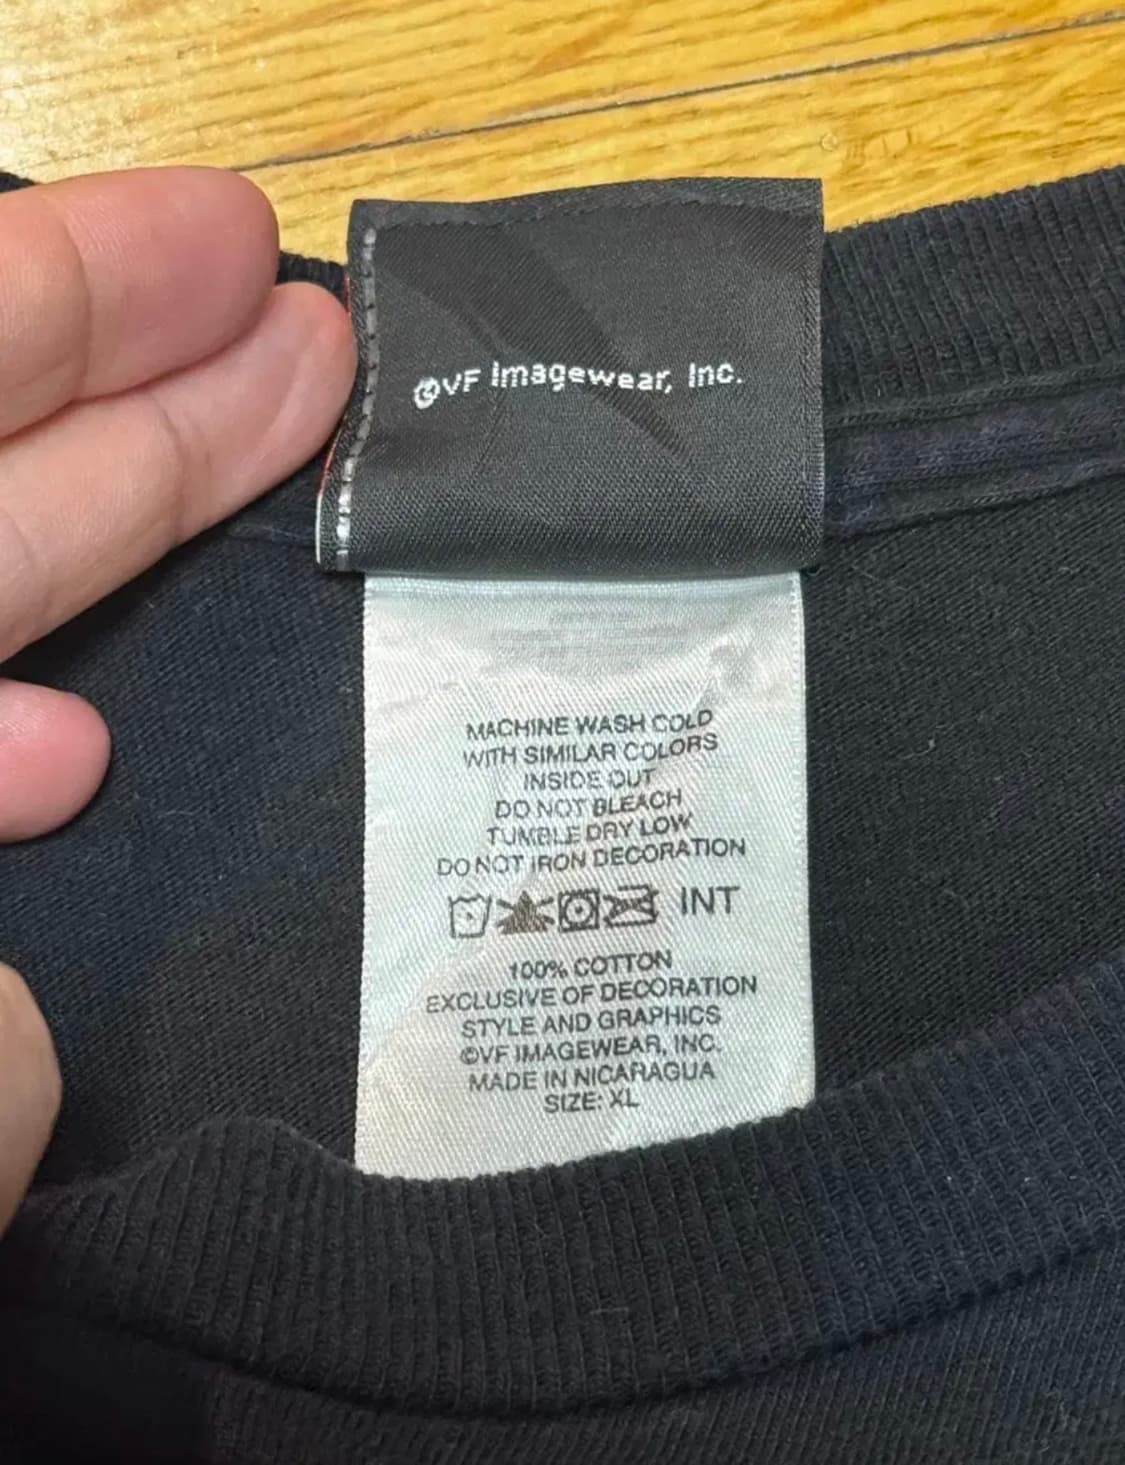 ©VF Imagewear, Inc.
MACHINE WASH COLD
WITH SIMILAR COLORS
INSIDE OUT
DO NOT BLEACH
TUMBLE DRY LOW
DO NOT IRON DECORATION
INT
100% COTTON
EXCLUSIVE OF DECORATION
STYLE AND GRAPHICS
©VF IMAGEWEAR, INC.
MADE IN NICARAGUA
SIZE: XL